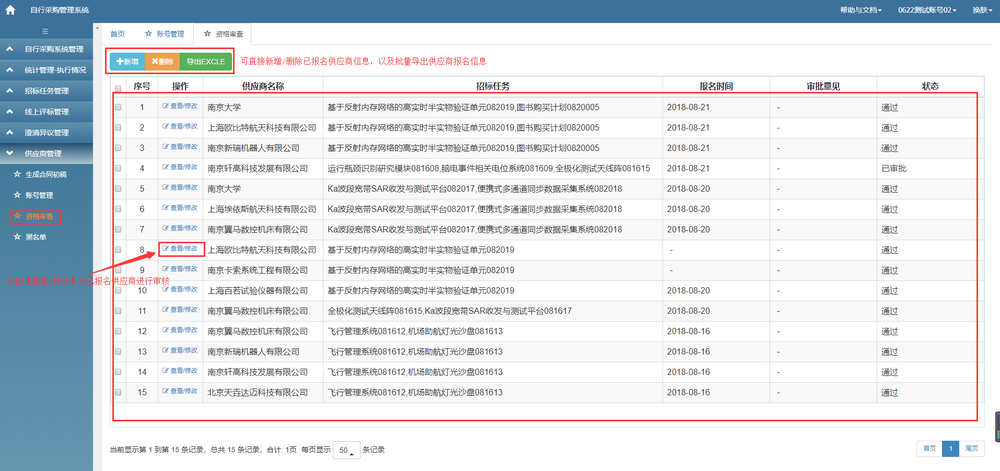 自行采购管理系统
帮助与文档
0622测试账号02
换肤
自行采购系统管理
统计管理-执行情况
招标任务管理
线上评标管理
澄清异议管理
供应商管理
生成合同初稿
账号管理
资格审查
黑名单
首页
账号管理
资格审查
新增
删除
导出EXCLE
可直接新增/删除已报名供应商信息，以及批量导出供应商报名信息
序号 操作 供应商名称 招标任务 报名时间 审批意见 状态
1 查看/修改 南京大学 基于反射内存网络的高实时半实物验证单元082019,图书购买计划0820005 2018-08-21 - 通过
2 查看/修改 上海欧比特航天科技有限公司 基于反射内存网络的高实时半实物验证单元082019,图书购买计划0820005 2018-08-21 - 通过
3 查看/修改 南京新瑞机器人有限公司 基于反射内存网络的高实时半实物验证单元082019,图书购买计划0820005 2018-08-21 - 通过
4 查看/修改 南京轩高科技发展有限公司 运行瓶颈识别研究模块081608,脑电事件相关电位系统081609,全极化测试天线阵081615 2018-08-21 - 已审批
5 查看/修改 南京大学 Ka波段宽带SAR收发与测试平台082017,便携式多通道同步数据采集系统082018 2018-08-20 - 通过
6 查看/修改 上海埃依斯航天科技有限公司 Ka波段宽带SAR收发与测试平台082017,便携式多通道同步数据采集系统082018 2018-08-20 - 通过
7 查看/修改 南京翼马数控机床有限公司 Ka波段宽带SAR收发与测试平台082017,便携式多通道同步数据采集系统082018 2018-08-20 - 通过
8 查看/修改 上海欧比特航天科技有限公司 基于反射内存网络的高实时半实物验证单元082019 - - 通过
9 查看/修改 南京卡索系统工程有限公司 基于反射内存网络的高实时半实物验证单元082019 - - 通过
【查看/修改】对已报名供应商进行审核
10 查看/修改 上海百若试验仪器有限公司 基于反射内存网络的高实时半实物验证单元082019 2018-08-20 - 通过
11 查看/修改 南京翼马数控机床有限公司 全极化测试天线阵081615,Ka波段宽带SAR收发与测试平台081617 2018-08-20 - 通过
12 查看/修改 南京翼马数控机床有限公司 飞行管理系统081612,机场助航灯光沙盘081613 2018-08-16 - 通过
13 查看/修改 南京新瑞机器人有限公司 飞行管理系统081612,机场助航灯光沙盘081613 2018-08-16 - 通过
14 查看/修改 南京轩高科技发展有限公司 飞行管理系统081612,机场助航灯光沙盘081613 2018-08-16 - 通过
15 查看/修改 北京天垚达迈科技有限公司 飞行管理系统081612,机场助航灯光沙盘081613 2018-08-16 - 通过
当前显示第 1 到第 15 条记录，总共 15 条记录，合计: 1页 每页显示 50 条记录
首页 1 尾页